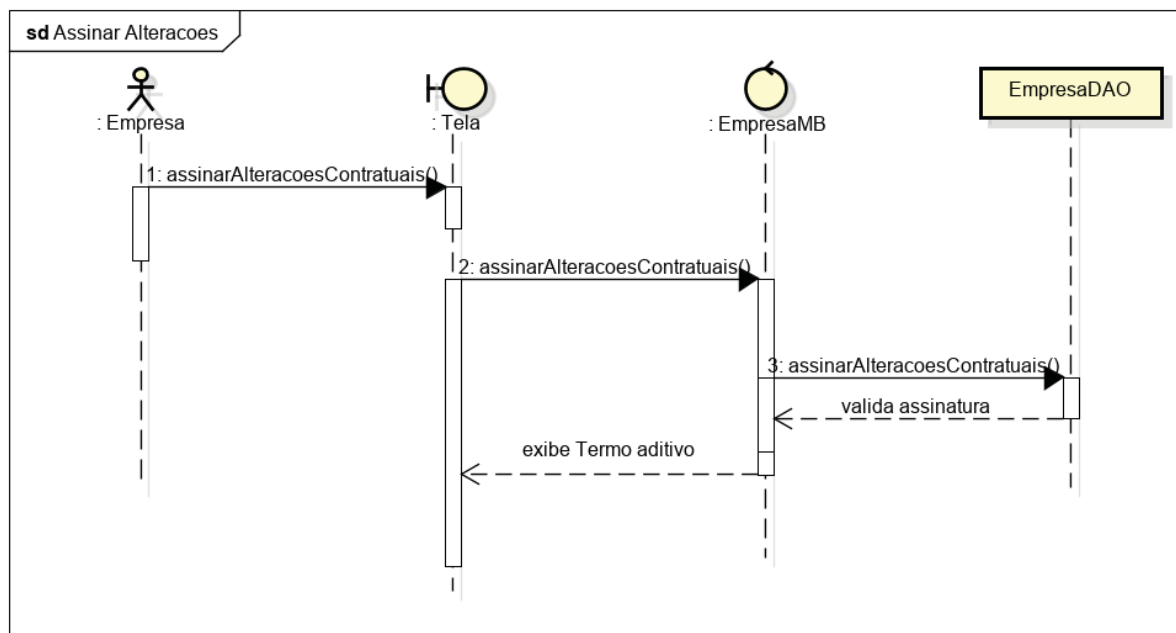 sd Assinar Alteracoes
: Empresa
: Tela
: EmpresaMB
EmpresaDAO
1: assinarAlteracoesContratuais()
2: assinarAlteracoesContratuais()
3: assinarAlteracoesContratuais()
valida assinatura
exibe Termo aditivo